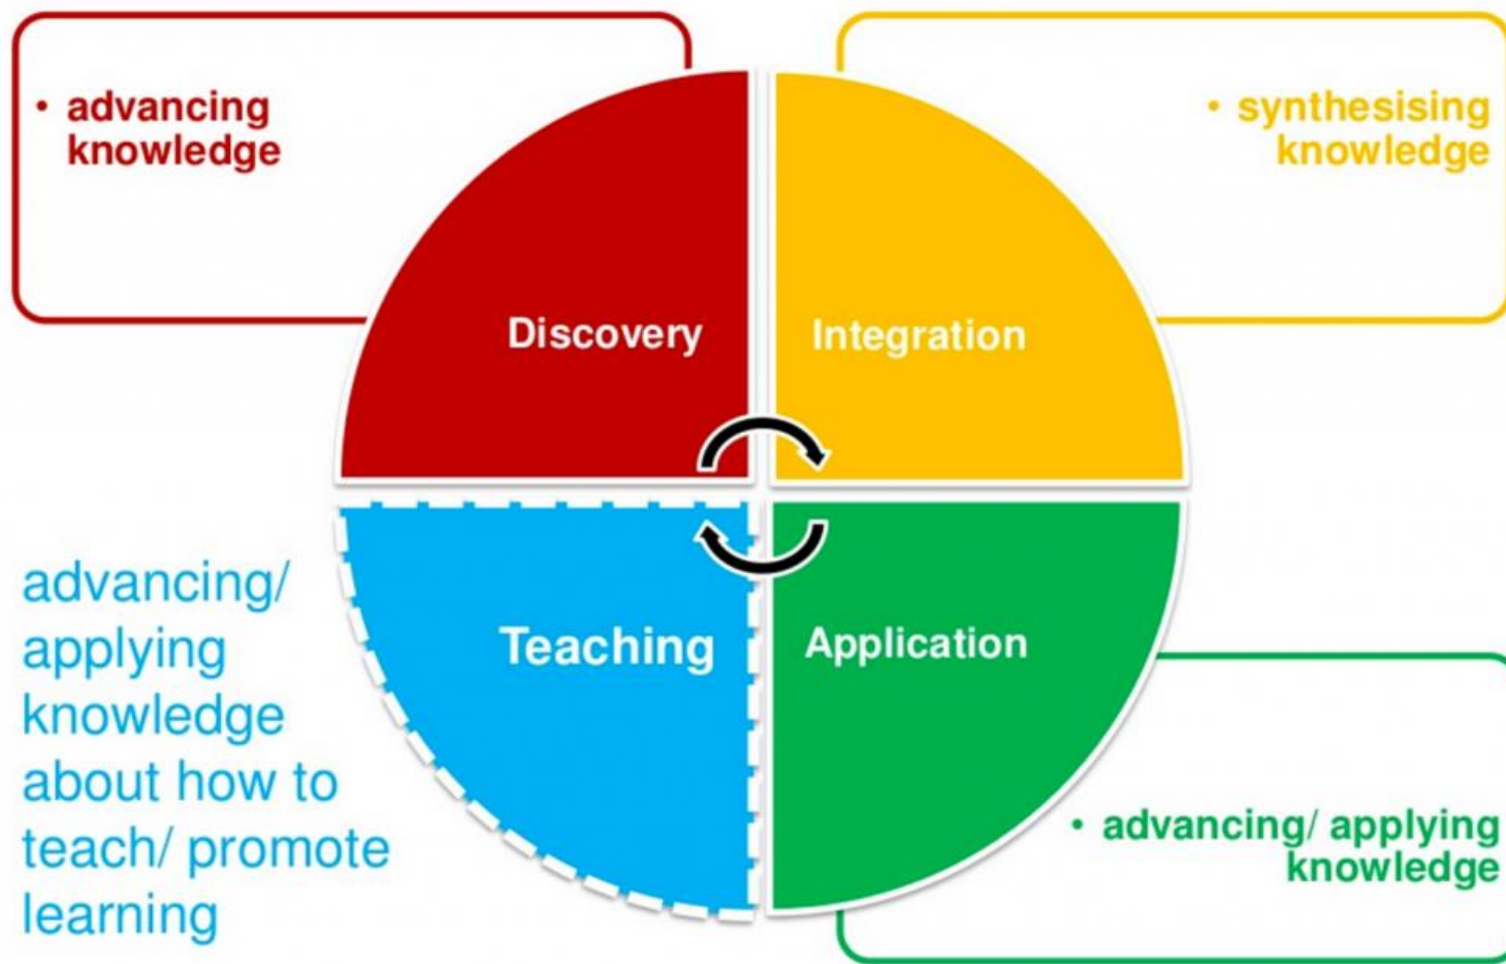 • advancing
knowledge
• synthesising
knowledge
Discovery
Integration
Teaching
Application
advancing/
applying
knowledge
about how to
teach/ promote
learning
• advancing/ applying
knowledge